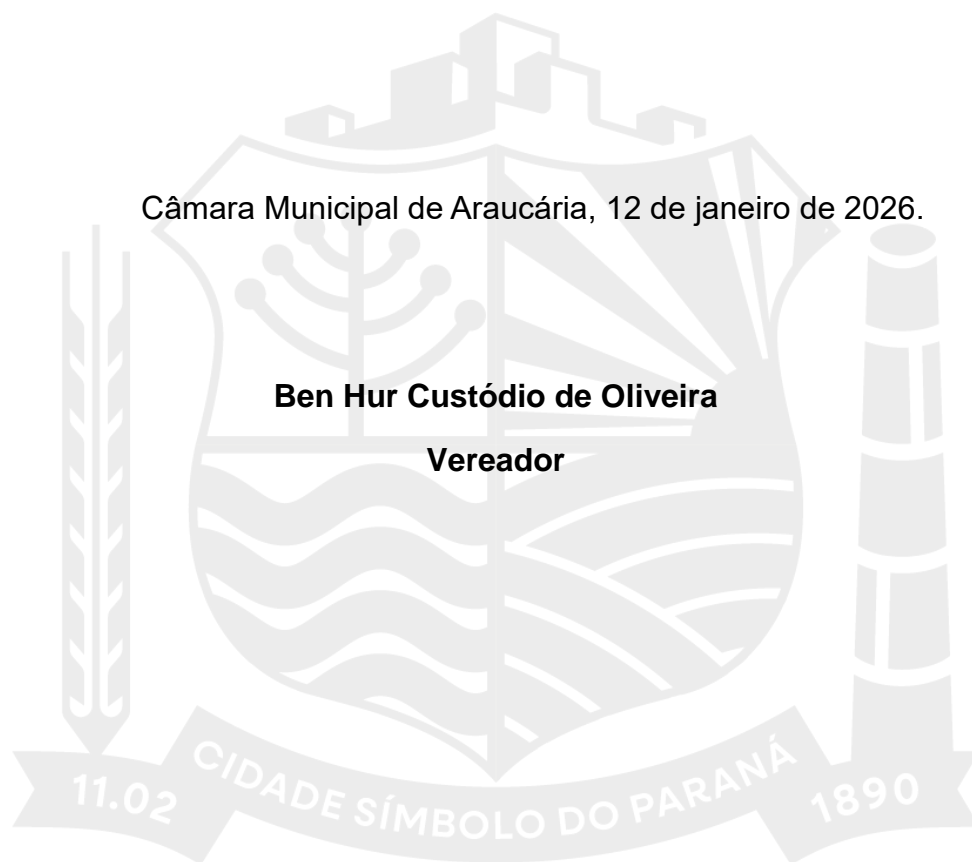 Câmara Municipal de Araucária, 12 de janeiro de 2026.
Ben Hur Custódio de Oliveira
Vereador
11.02 CIDADE SÍMBOLO DO PARANÁ 1890